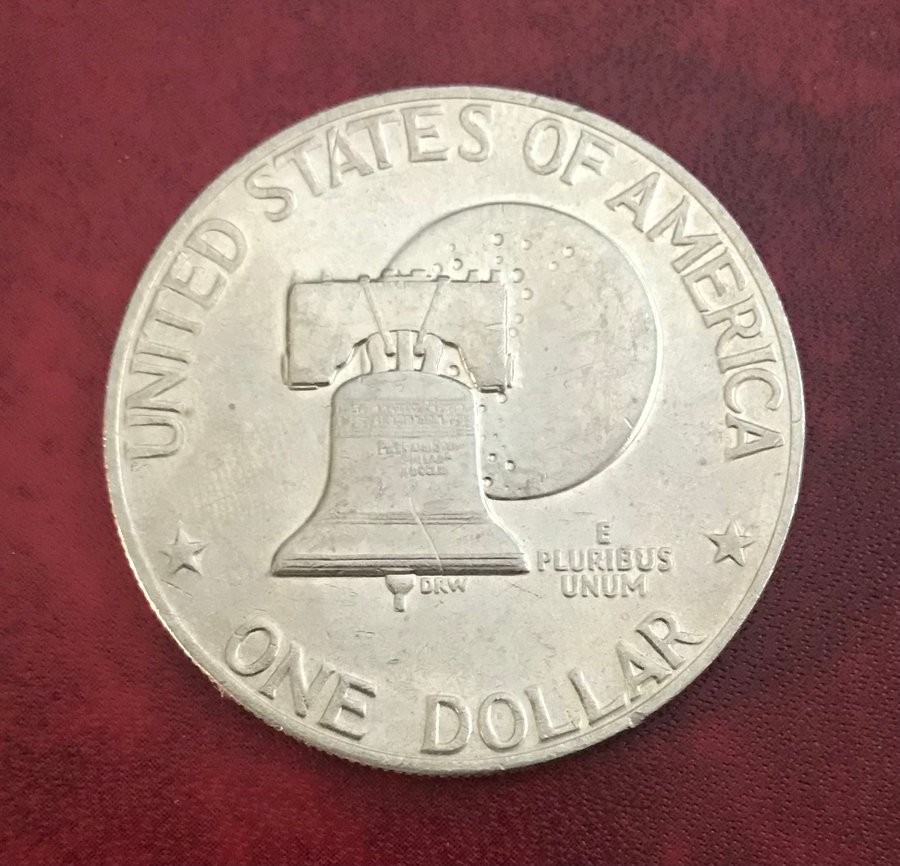 UNITED STATES OF AMERICA
E
PLURIBUS
UNUM
DRW
ONE DOLLAR